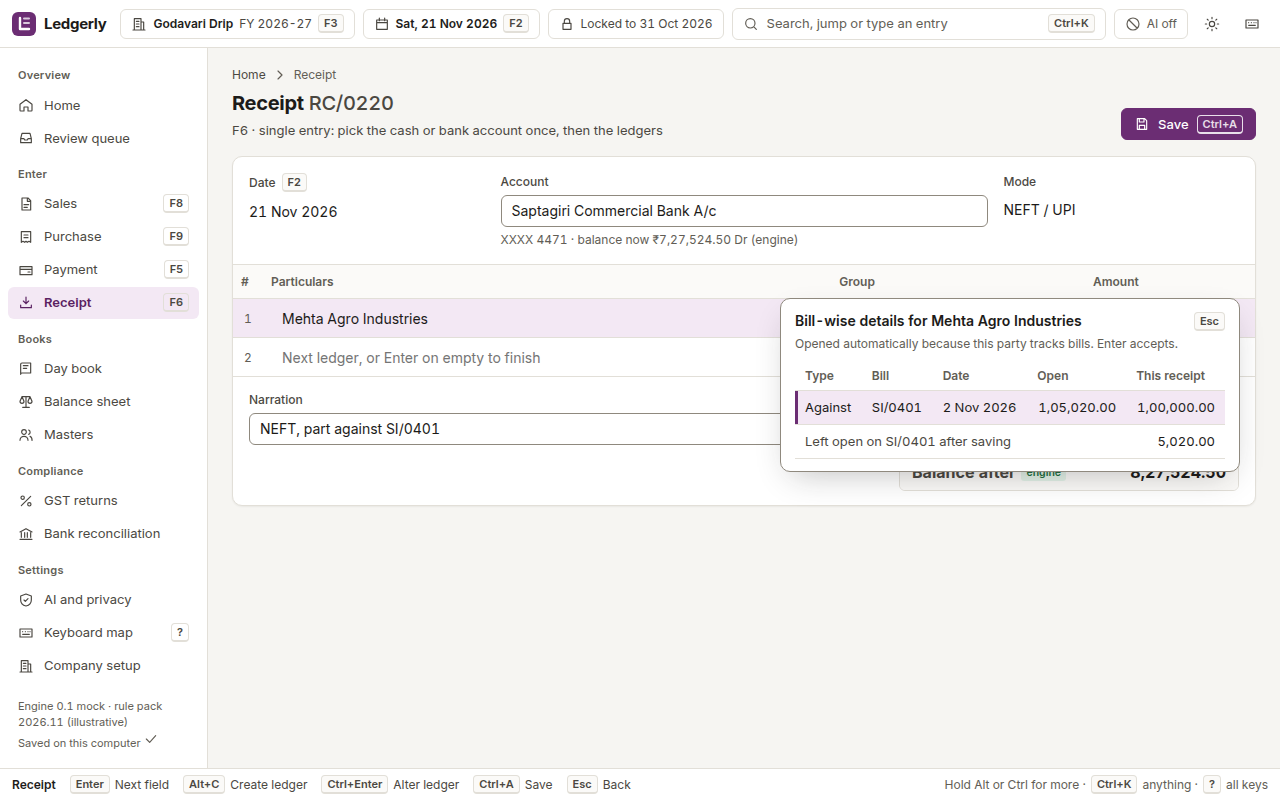 Ledgerly
Godavari Drip FY 2026-27 F3
Sat, 21 Nov 2026 F2
Locked to 31 Oct 2026
Search, jump or type an entry Ctrl+K
AI off
Overview
Home
Review queue
Enter
Sales F8
Purchase F9
Payment F5
Receipt F6
Books
Day book
Balance sheet
Masters
Compliance
GST returns
Bank reconciliation
Settings
AI and privacy
Keyboard map ?
Company setup
Engine 0.1 mock · rule pack
2026.11 (illustrative)
Saved on this computer
Home > Receipt
Receipt RC/0220
F6 · single entry: pick the cash or bank account once, then the ledgers
Save Ctrl+A
Date F2
21 Nov 2026
Account
Saptagiri Commercial Bank A/c
XXXX 4471 · balance now ₹7,27,524.50 Dr (engine)
Mode
NEFT / UPI
# Particulars Group Amount
1 Mehta Agro Industries
2 Next ledger, or Enter on empty to finish
Narration
NEFT, part against SI/0401
Bill-wise details for Mehta Agro Industries Esc
Opened automatically because this party tracks bills. Enter accepts.
Type Bill Date Open This receipt
Against SI/0401 2 Nov 2026 1,05,020.00 1,00,000.00
Left open on SI/0401 after saving 5,020.00
Balance after engine 8,27,524.50
Receipt Enter Next field Alt+C Create ledger Ctrl+Enter Alter ledger Ctrl+A Save Esc Back
Hold Alt or Ctrl for more · Ctrl+K anything · ? all keys